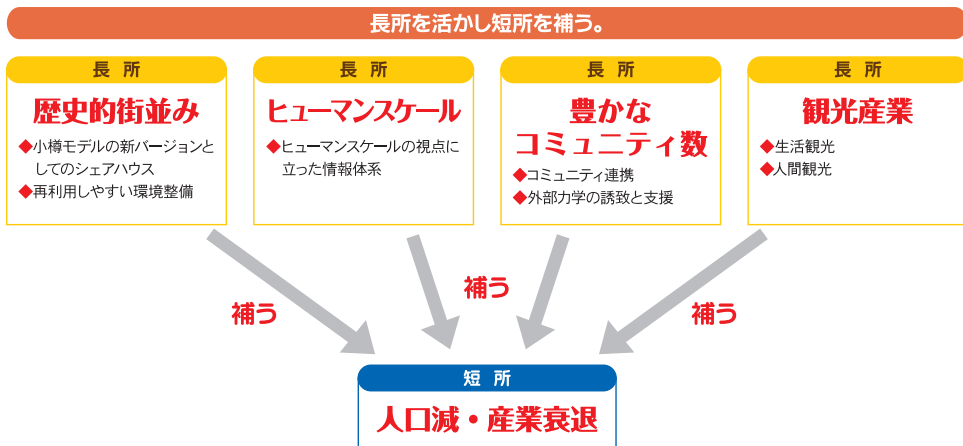 長所を活かし短所を補う。
長所
歴史的街並み
◆小樽モデルの新バージョンと
してのシェアハウス
◆再利用しやすい環境整備
長所
ヒューマンスケール
◆ヒューマンスケールの視点に
立った情報体系
長所
豊かな
コミュニティ数
◆コミュニティ連携
◆外部力学の誘致と支援
長所
観光産業
◆生活観光
◆人間観光
補う
補う
補う
短所
人口減・産業衰退